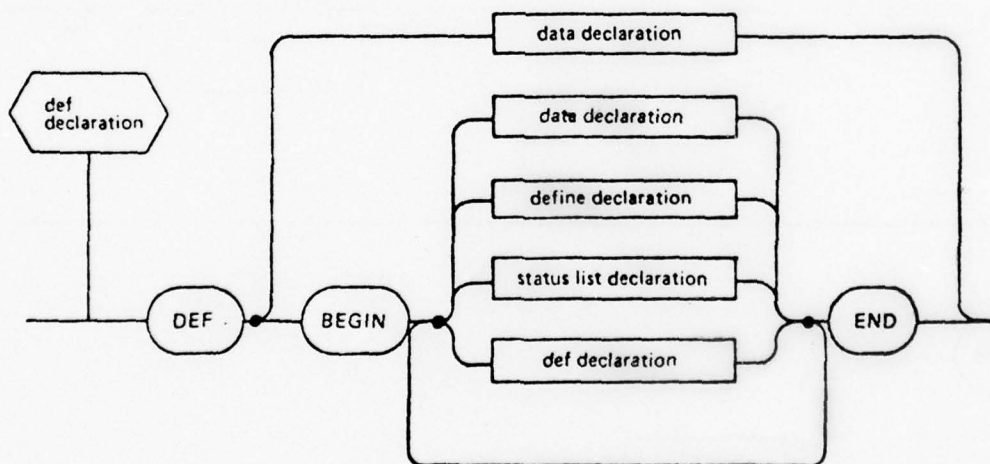 data declaration
def
declaration
data declaration
define declaration
status list declaration
DEF
BEGIN
END
def declaration